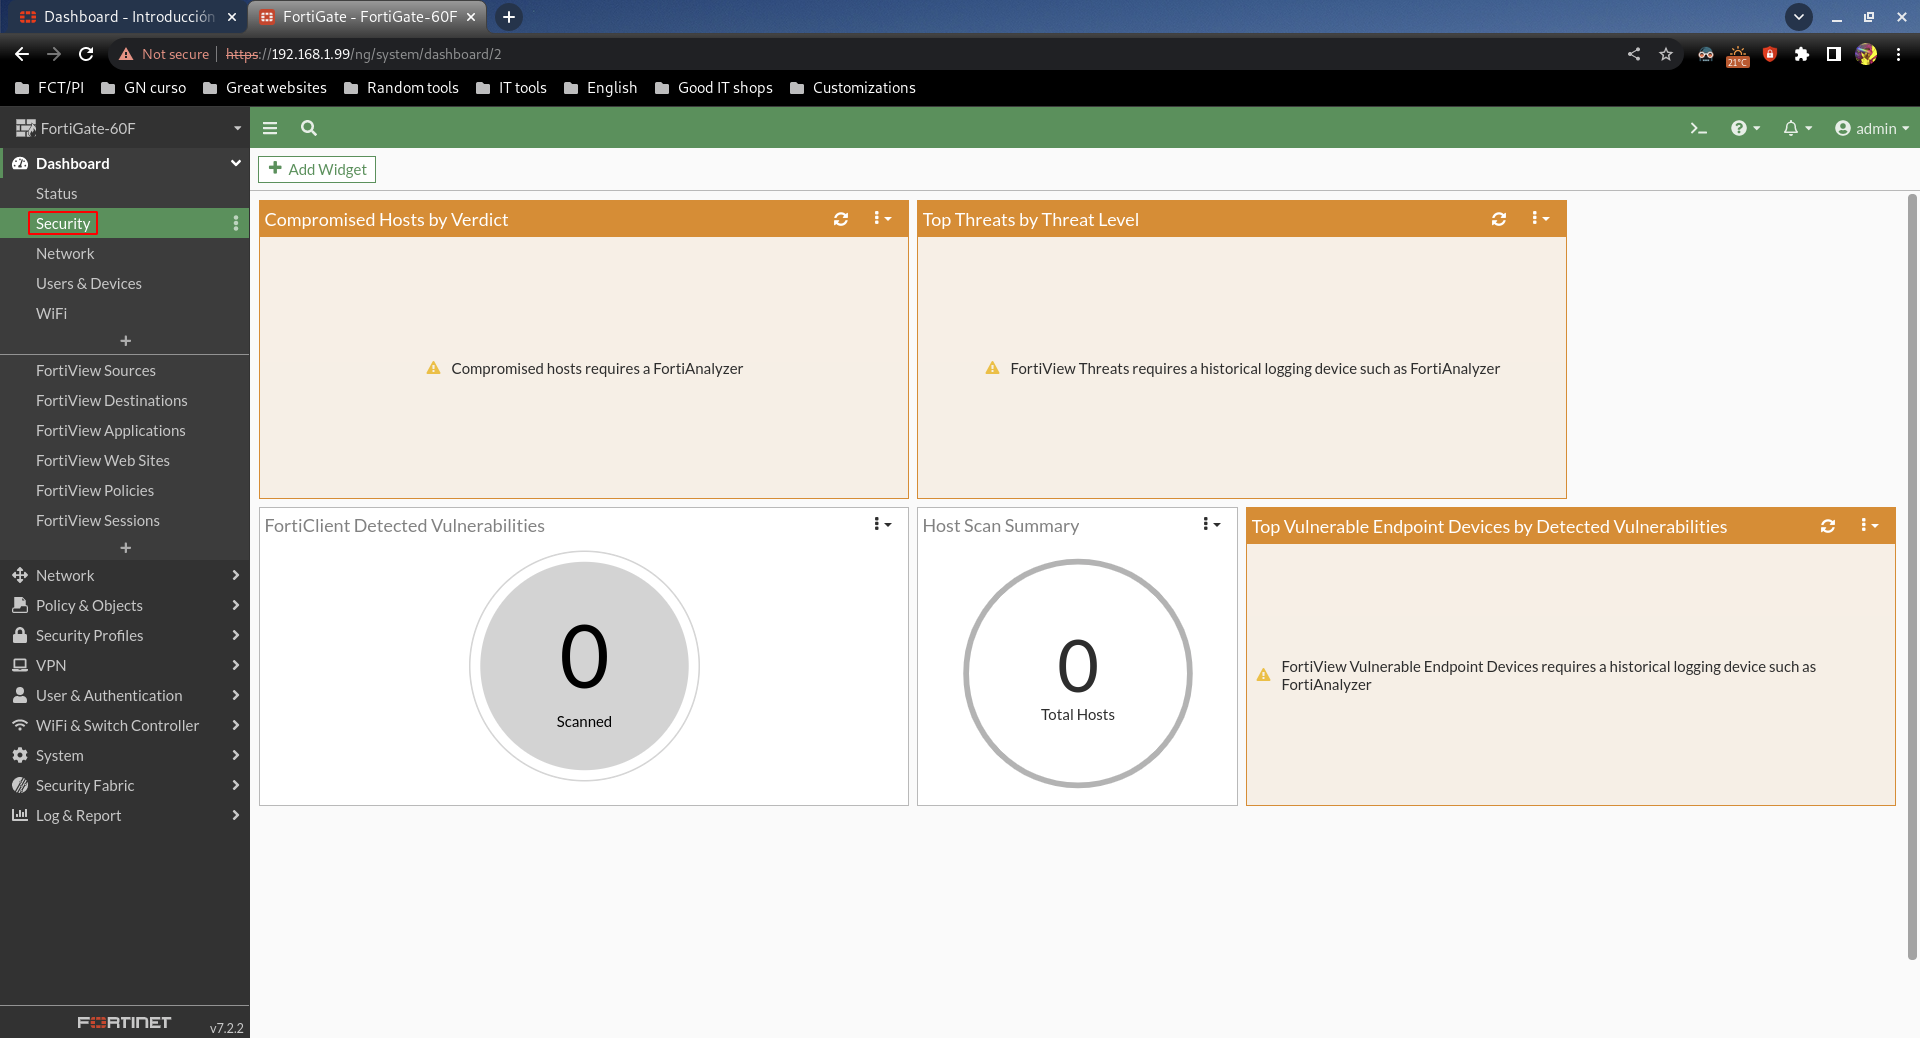 Dashboard - Introducción
FortiGate - FortiGate-60F
Not secure
https://192.168.1.99/ng/system/dashboard/2
21°C
FCT/PI
GN curso
Great websites
Random tools
IT tools
English
Good IT shops
Customizations
FortiGate-60F
admin
Dashboard
Status
Security
Network
Users & Devices
WiFi
FortiView Sources
FortiView Destinations
FortiView Applications
FortiView Web Sites
FortiView Policies
FortiView Sessions
Network
Policy & Objects
Security Profiles
VPN
User & Authentication
WiFi & Switch Controller
System
Security Fabric
Log & Report
FORTINET
v7.2.2
Add Widget
Compromised Hosts by Verdict
Compromised hosts requires a FortiAnalyzer
Top Threats by Threat Level
FortiView Threats requires a historical logging device such as FortiAnalyzer
FortiClient Detected Vulnerabilities
0
Scanned
Host Scan Summary
0
Total Hosts
Top Vulnerable Endpoint Devices by Detected Vulnerabilities
FortiView Vulnerable Endpoint Devices requires a historical logging device such as
FortiAnalyzer